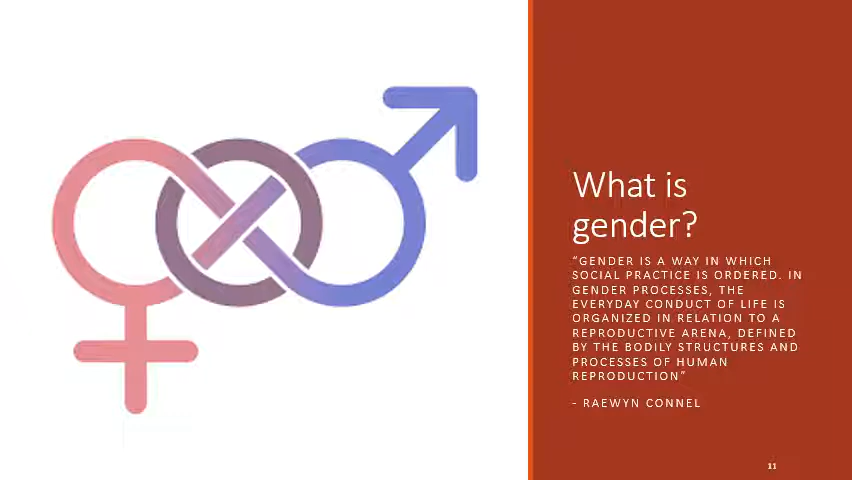 What is
gender?
“GENDER IS A WAY IN WHICH
SOCIAL PRACTICE IS ORDERED. IN
GENDER PROCESSES, THE
EVERYDAY CONDUCT OF LIFE IS
ORGANIZED IN RELATION TO A
REPRODUCTIVE ARENA, DEFINED
BY THE BODILY STRUCTURES AND
PROCESSES OF HUMAN
REPRODUCTION”
- RAEWYN CONNEL
11